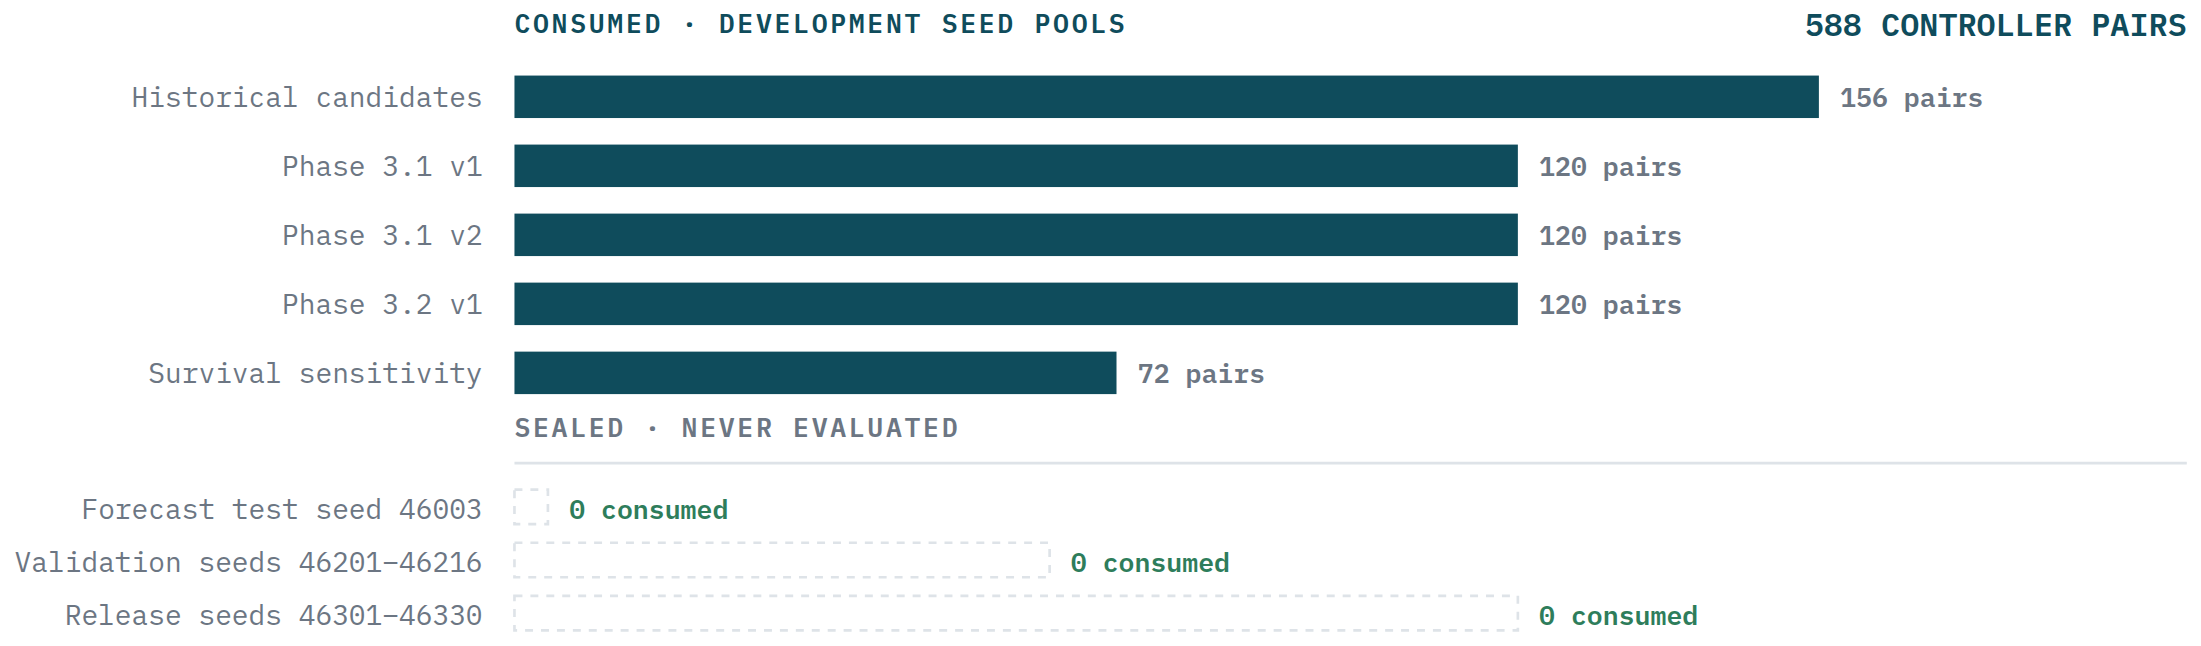 CONSUMED · DEVELOPMENT SEED POOLS 588 CONTROLLER PAIRS
Historical candidates 156 pairs
Phase 3.1 v1 120 pairs
Phase 3.1 v2 120 pairs
Phase 3.2 v1 120 pairs
Survival sensitivity 72 pairs
SEALED · NEVER EVALUATED
Forecast test seed 46003 0 consumed
Validation seeds 46201–46216 0 consumed
Release seeds 46301–46330 0 consumed